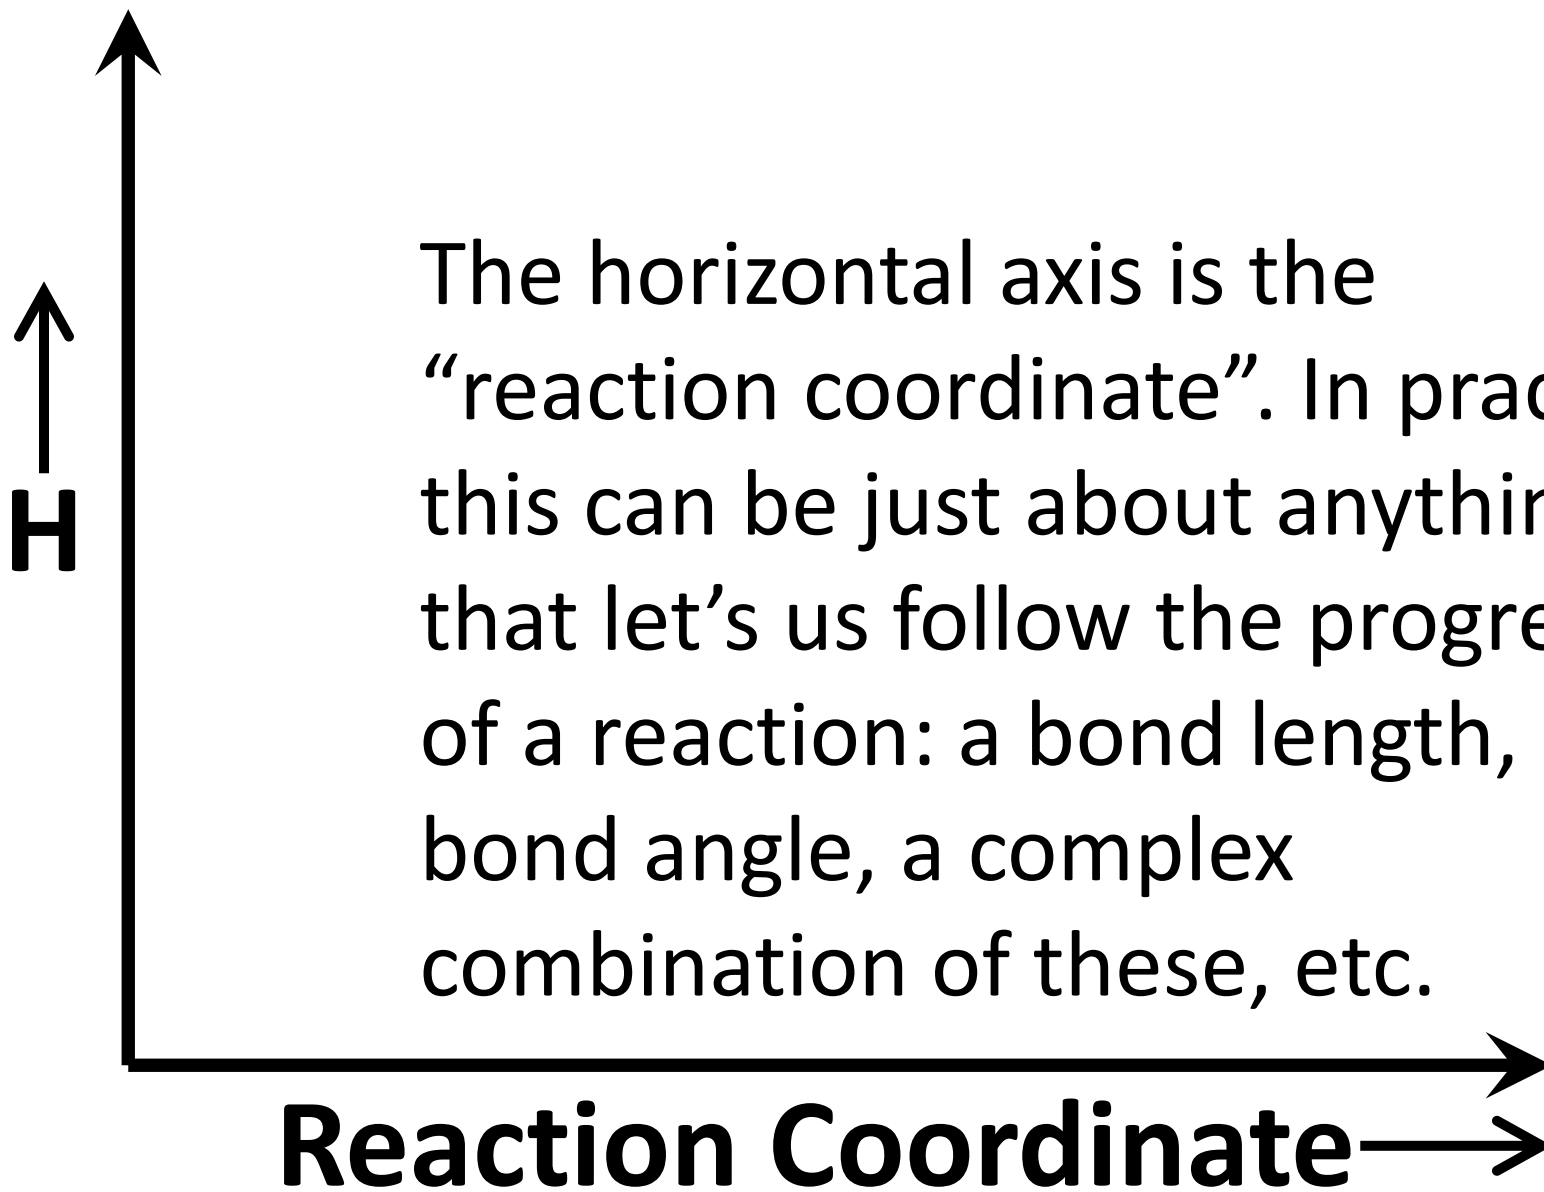 The horizontal axis is the
“reaction coordinate”. In prac
this can be just about anythin
that let’s us follow the progre
of a reaction: a bond length,
bond angle, a complex
combination of these, etc.
H
Reaction Coordinate